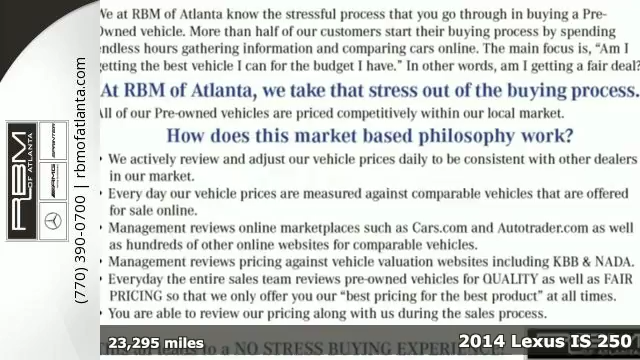 We at RBM of Atlanta know the stressful process that you go through in buying a Pre-
Owned vehicle. More than half of our customers start their buying process by spending
endless hours gathering information and comparing cars online. The main focus is, “Am I
getting the best vehicle I can for the budget I have.” In other words, am I getting a fair deal?
At RBM of Atlanta, we take that stress out of the buying process.
All of our Pre-owned vehicles are priced competitively within our local market.
How does this market based philosophy work?
• We actively review and adjust our vehicle prices daily to be consistent with other dealers
in our market.
• Every day our vehicle prices are measured against comparable vehicles that are offered
for sale online.
• Management reviews online marketplaces such as Cars.com and Autotrader.com as well
as hundreds of other online websites for comparable vehicles.
• Management reviews pricing against vehicle valuation websites including KBB & NADA.
• Everyday the entire sales team reviews pre-owned vehicles for QUALITY as well as FAIR
PRICING so that we only offer you our “best pricing for the best product” at all times.
• You are able to review our pricing along with us during the sales process.
to a NO STRESS BUYING
RBM
OF ATLANTA
SPRINTER
AMG
(770) 390-0700 | rbmofatlanta.com
23,295 miles
2014 Lexus IS 250